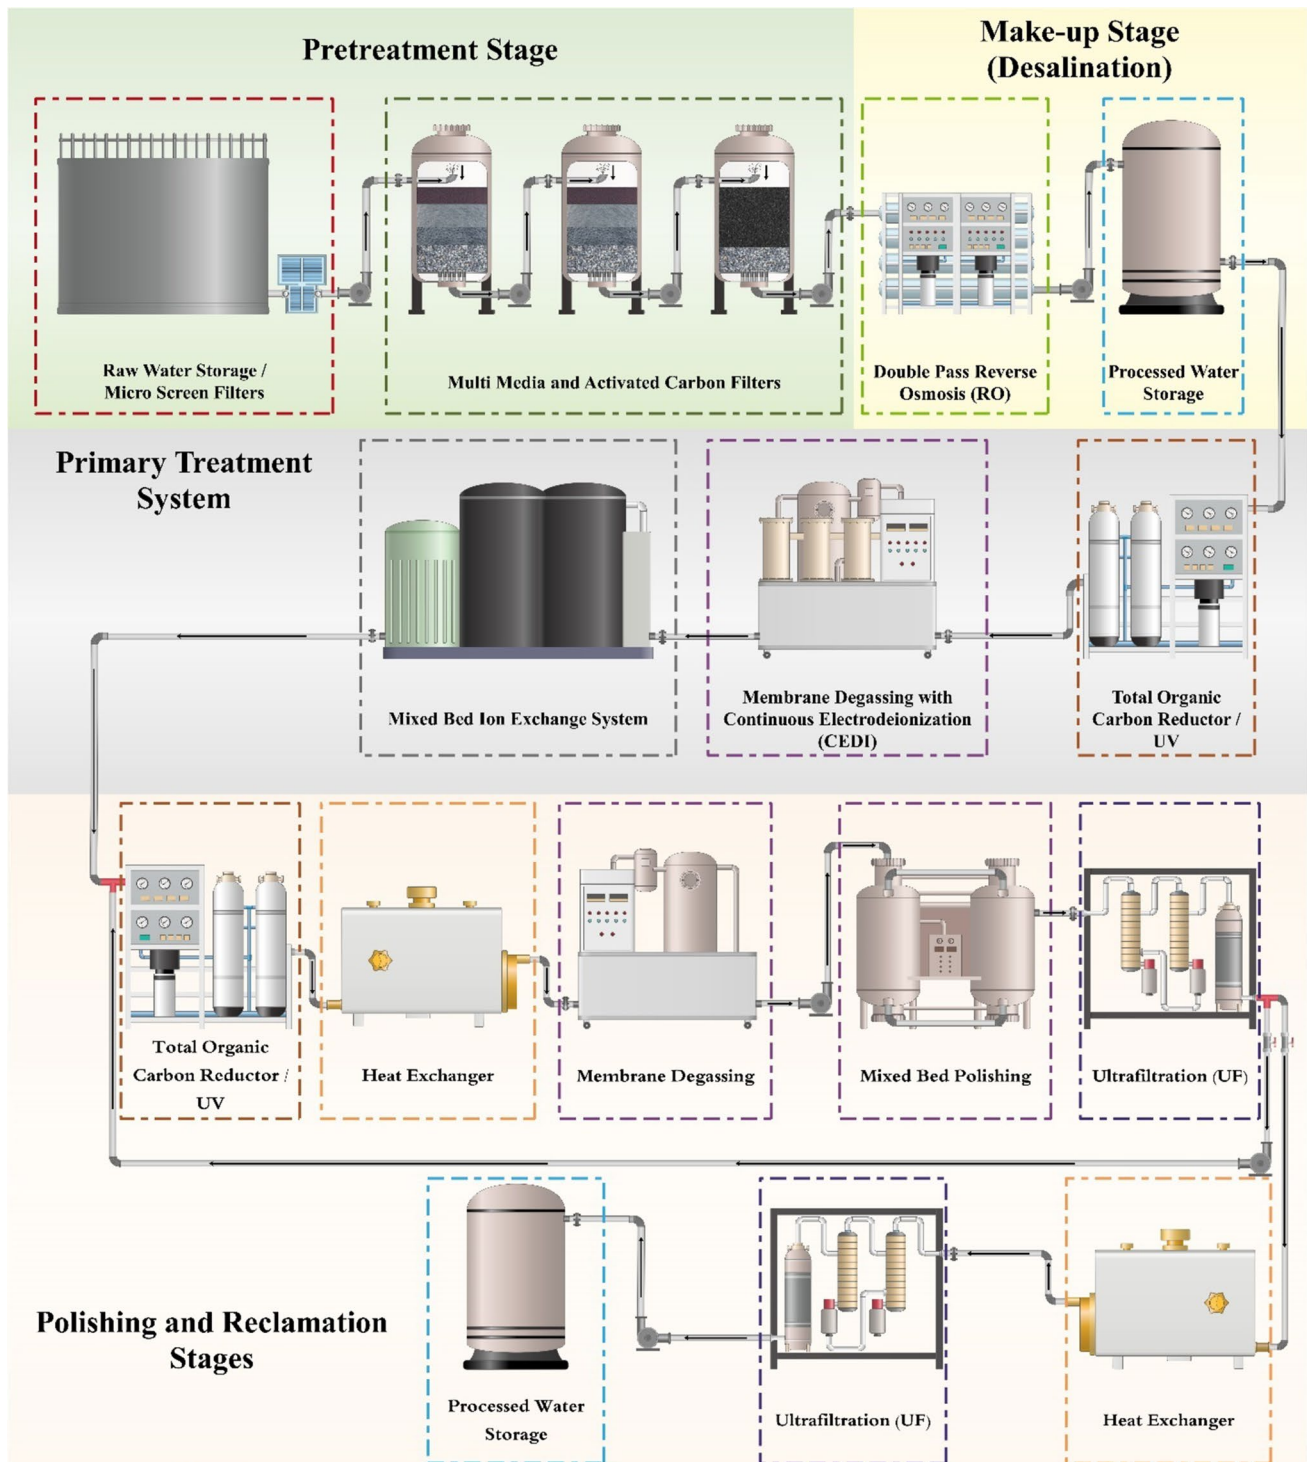 Pretreatment Stage
Make-up Stage
(Desalination)
Raw Water Storage /
Micro Screen Filters
Multi Media and Activated Carbon Filters
Double Pass Reverse
Osmosis (RO)
Processed Water
Storage
Primary Treatment
System
Mixed Bed Ion Exchange System
Membrane Degassing with
Continuous Electrodeionization
(CEDI)
Total Organic
Carbon Reductor /
UV
Total Organic
Carbon Reductor /
UV
Heat Exchanger
Membrane Degassing
Mixed Bed Polishing
Ultrafiltration (UF)
Polishing and Reclamation
Stages
Processed Water
Storage
Ultrafiltration (UF)
Heat Exchanger